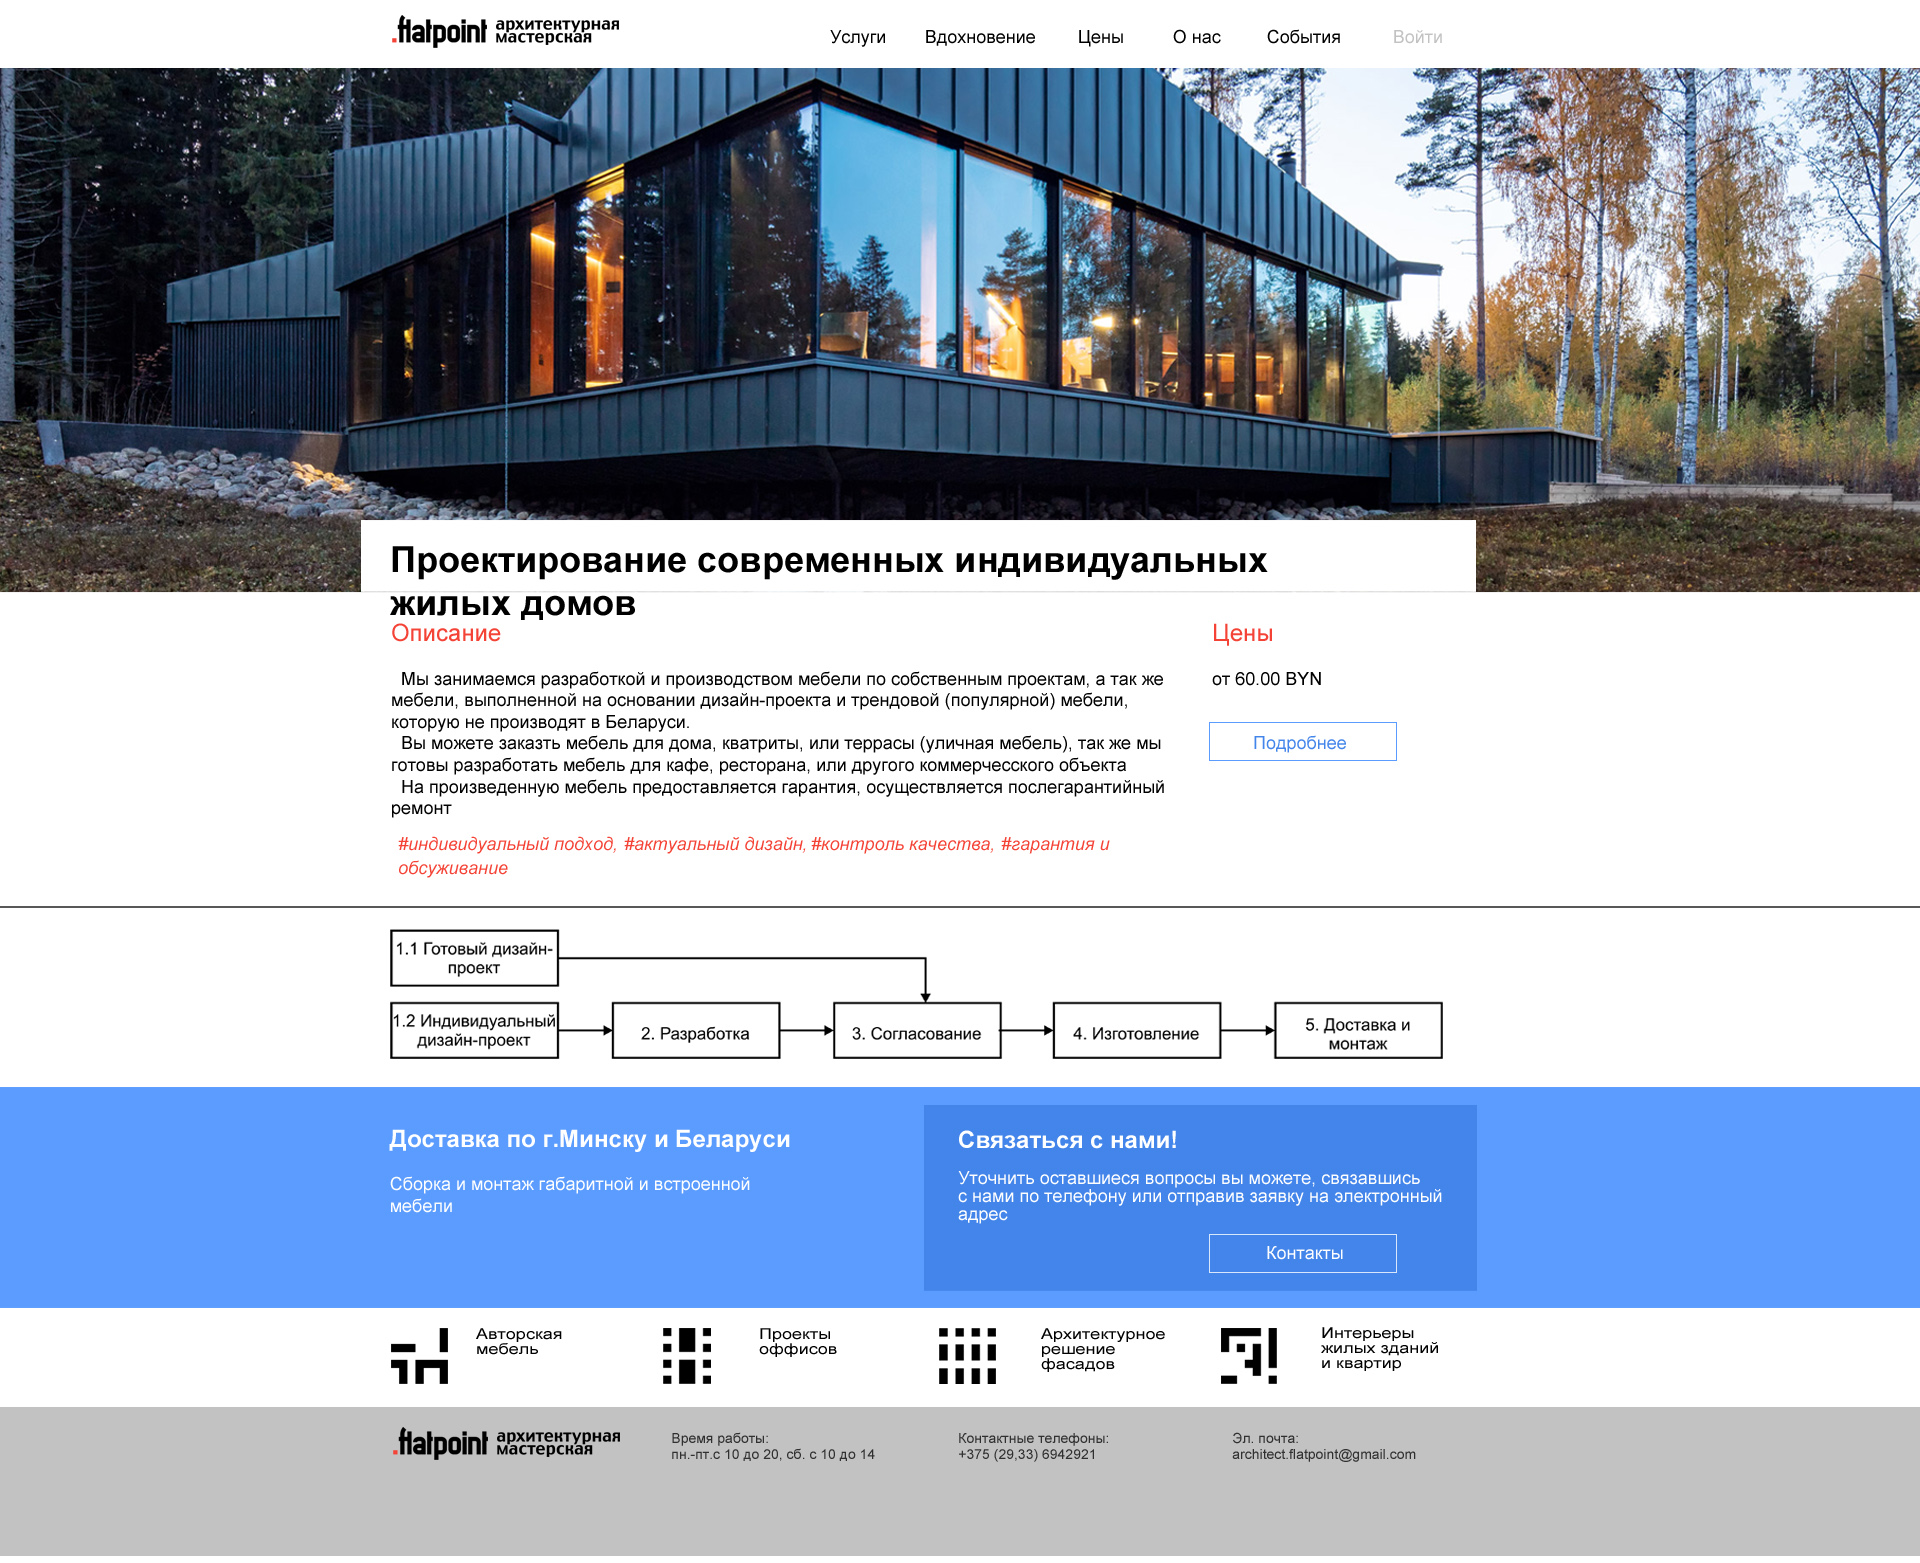 .flatpoint архитектурная мастерская
Услуги Вдохновение Цены О нас События Войти
Проектирование современных индивидуальных
жилых домов
Описание
Мы занимаемся разработкой и производством мебели по собственным проектам, а так же
мебели, выполненной на основании дизайн-проекта и трендовой (популярной) мебели,
которую не производят в Беларуси.
Вы можете заказть мебель для дома, кватриты, или террасы (уличная мебель), так же мы
готовы разработать мебель для кафе, ресторана, или другого коммерчесского объекта
На произведенную мебель предоставляется гарантия, осуществляется послегарантийный
ремонт
#индивидуальный подход, #актуальный дизайн, #контроль качества, #гарантия и
обсуживание
Цены
от 60.00 BYN
Подробнее
1.1 Готовый дизайн-
проект
1.2 Индивидуальный
дизайн-проект
2. Разработка
3. Согласование
4. Изготовление
5. Доставка и
монтаж
Доставка по г.Минску и Беларуси
Сборка и монтаж габаритной и встроенной
мебели
Связаться с нами!
Уточнить оставшиеся вопросы вы можете, связавшись
с нами по телефону или отправив заявку на электронный
адрес
Контакты
Авторская
мебель
Проекты
оффисов
Архитектурное
решение
фасадов
Интерьеры
жилых зданий
и квартир
.flatpoint архитектурная мастерская
Время работы:
пн.-пт.с 10 до 20, сб. с 10 до 14
Контактные телефоны:
+375 (29,33) 6942921
Эл. почта:
architect.flatpoint@gmail.com